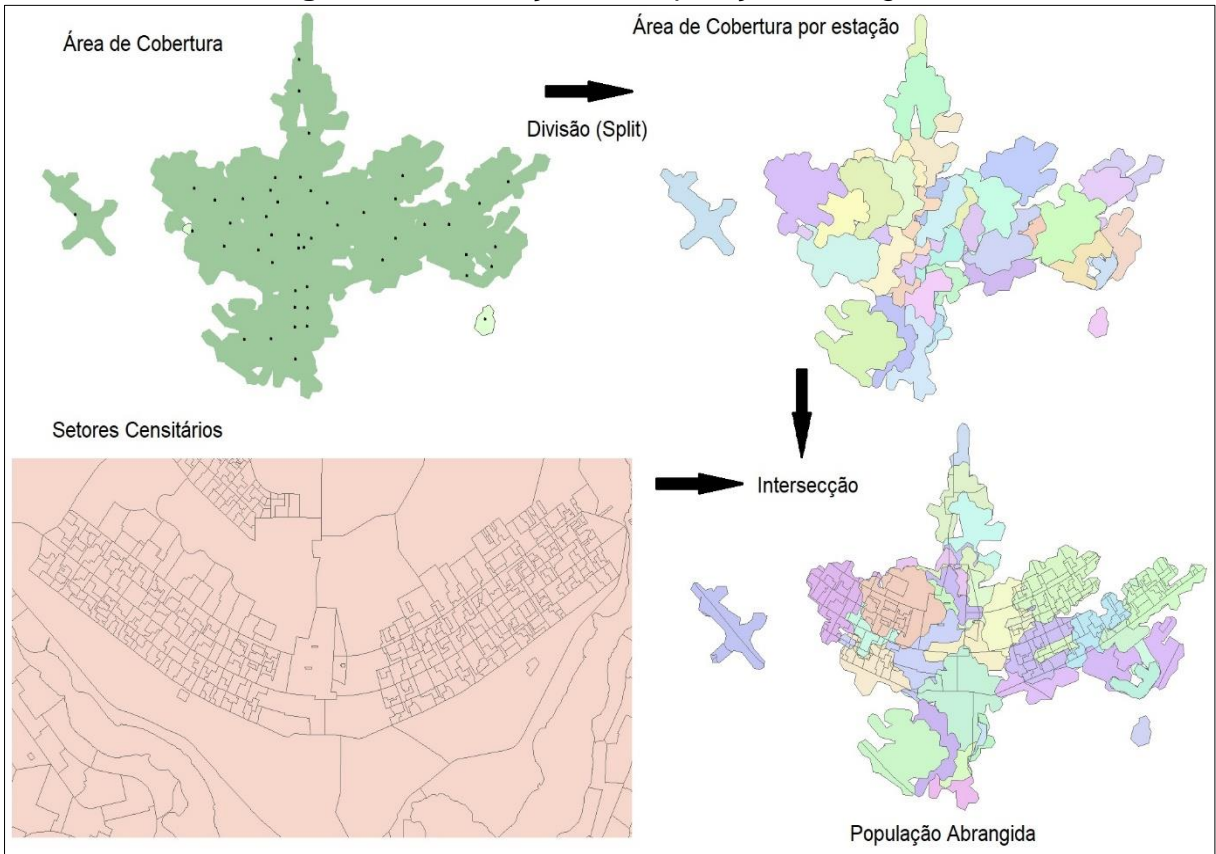 Área de Cobertura
Área de Cobertura por estação
Divisão (Split)
Setores Censitários
Intersecção
População Abrangida